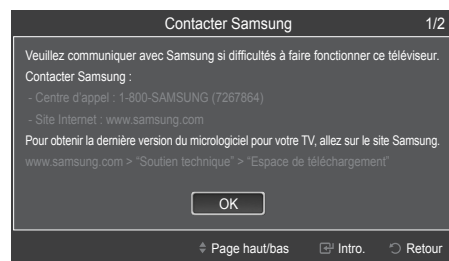 Contacter Samsung 1/2
Veuillez communiquer avec Samsung si difficultés à faire fonctionner ce téléviseur.
Contacter Samsung :
- Centre d'appel : 1-800-SAMSUNG (7267864)
- Site Internet : www.samsung.com
Pour obtenir la dernière version du micrologiciel pour votre TV, allez sur le site Samsung.
www.samsung.com > “Soutien technique” > “Espace de téléchargement”
OK
Page haut/bas Intro. Retour